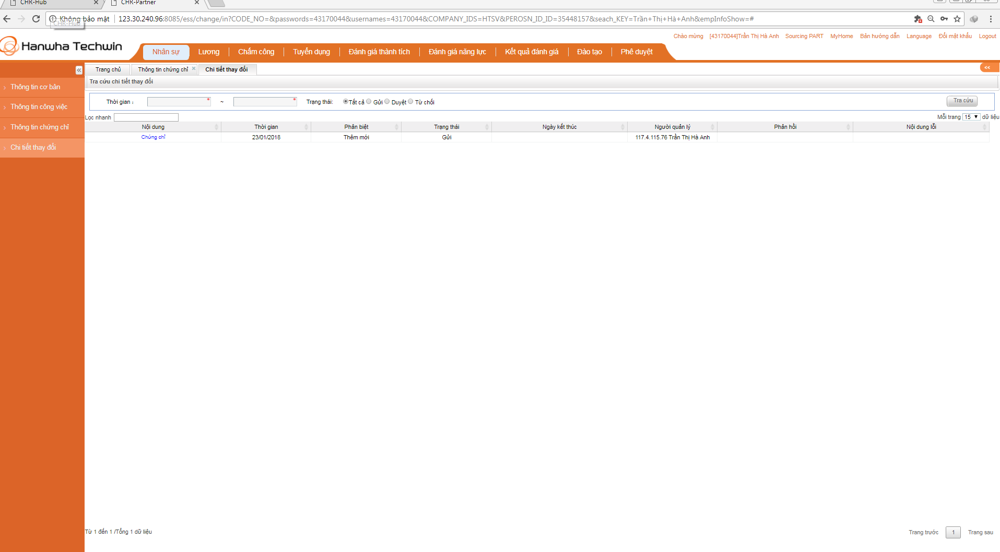 CHR-Hub
CHR-Partner
Không bảo mật
123.30.240.96:8085/ess/change/in?CODE_NO=&passwords=43170044&usernames=43170044&COMPANY_IDS=HTSV&PEROSN_ID_ID=35448157&seach_KEY=Trần+Thị+Hà+Anh&empInfoShow=#
CHR-Hub
Chào mừng [43170044]Trần Thị Hà Anh Sourcing PART MyHome Bản hướng dẫn Language Đổi mật khẩu Logout
Hanwha Techwin
Nhân sự Lương Chấm công Tuyển dụng Đánh giá thành tích Đánh giá năng lực Kết quả đánh giá Đào tạo Phê duyệt
«
Trang chủ Thông tin chứng chỉ Chi tiết thay đổi <<
Thông tin cơ bản
Thông tin công việc
Thông tin chứng chỉ
Chi tiết thay đổi
Tra cứu chi tiết thay đổi
Thời gian : * ~ * Trạng thái: Tất cả Gửi Duyệt Từ chối Tra cứu
Lọc nhanh Mỗi trang 15 dữ liệu
Nội dung Thời gian Phân biệt Trạng thái Ngày kết thúc Người quản lý Phản hồi Nội dung lỗi
Chứng chỉ 23/01/2018 Thêm mới Gửi 117.4.115.76 Trần Thị Hà Anh
Từ 1 đến 1 /Tổng 1 dữ liệu Trang trước 1 Trang sau